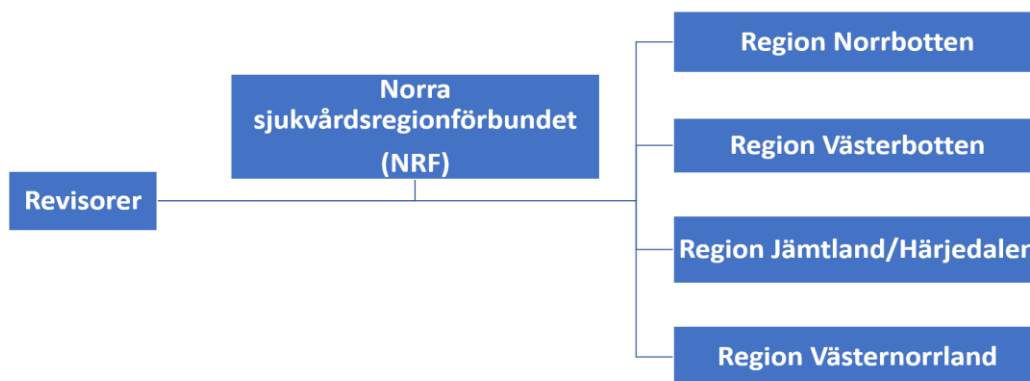 Region Norrbotten
Norra
sjukvårdsregionförbundet
(NRF)
Region Västerbotten
Revisorer
Region Jämtland/Härjedalen
Region Västernorrland